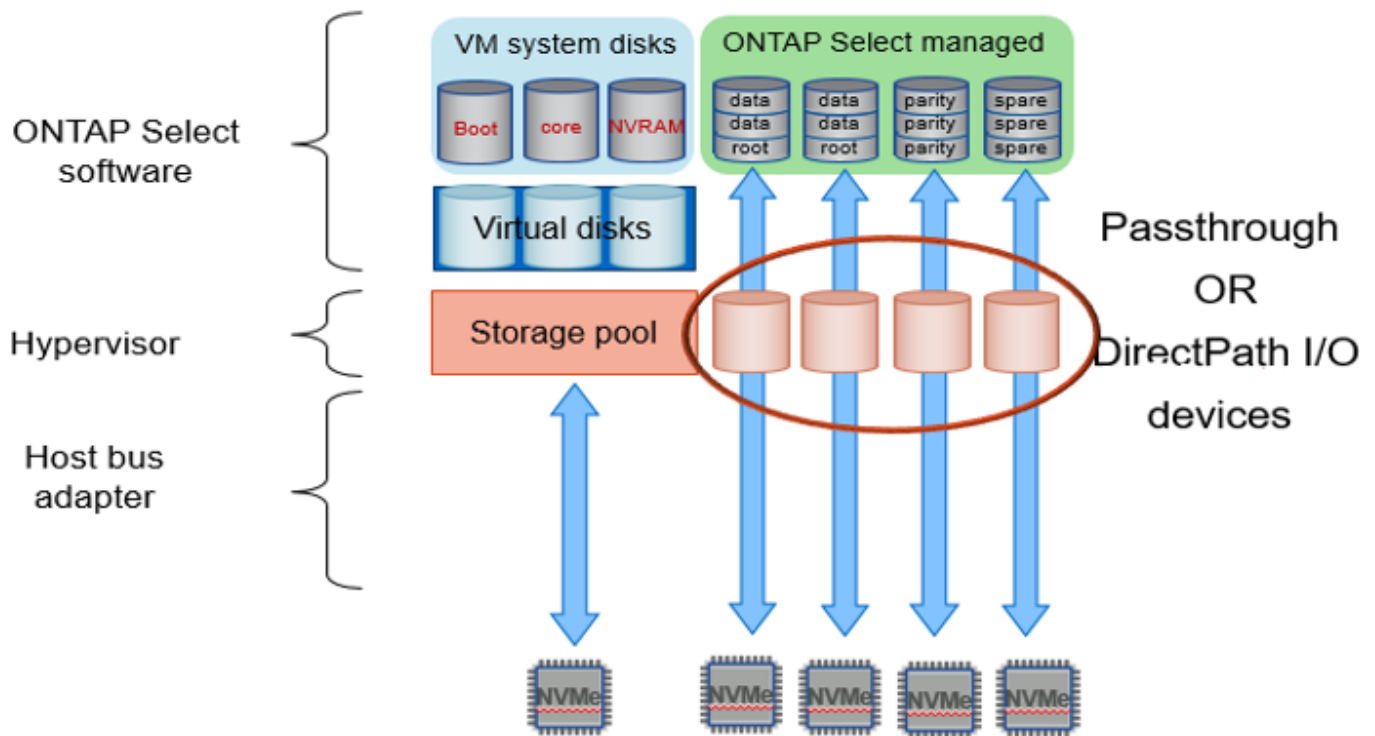 VM system disks
ONTAP Select managed
Boot
core
NVRAM
data
data
root
data
data
root
parity
parity
parity
spare
spare
spare
ONTAP Select
software
Virtual disks
Passthrough
OR
DirectPath I/O
devices
Hypervisor
Storage pool
Host bus
adapter
NVMe
NVMe
NVMe
NVMe
NVMe